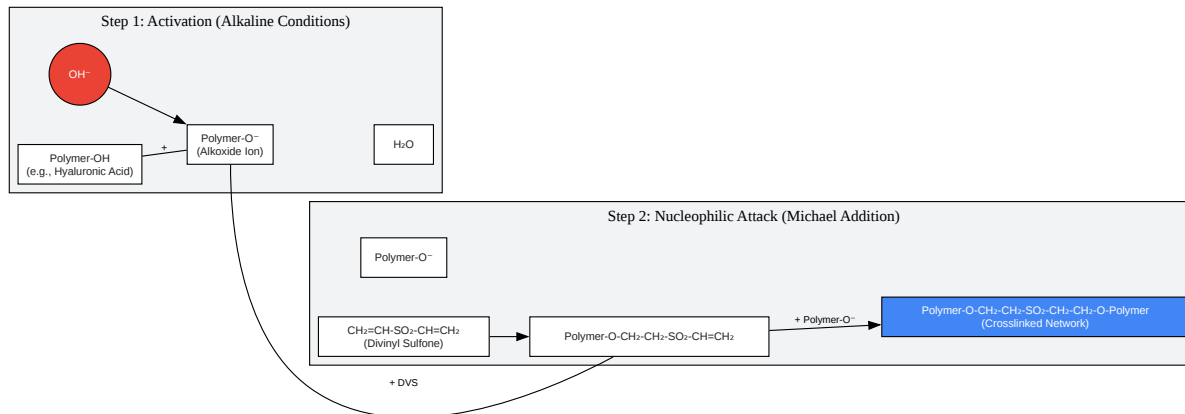 Step 1: Activation (Alkaline Conditions)
OH⁻
Polymer-OH
(e.g., Hyaluronic Acid)
+
Polymer-O⁻
(Alkoxide Ion)
H₂O
Step 2: Nucleophilic Attack (Michael Addition)
Polymer-O⁻
CH₂=CH-SO₂-CH=CH₂
(Divinyl Sulfone)
Polymer-O-CH₂-CH₂-SO₂-CH=CH₂
+ Polymer-O⁻
Polymer-O-CH₂-CH₂-SO₂-CH₂-CH₂-O-Polymer
(Crosslinked Network)
+ DVS